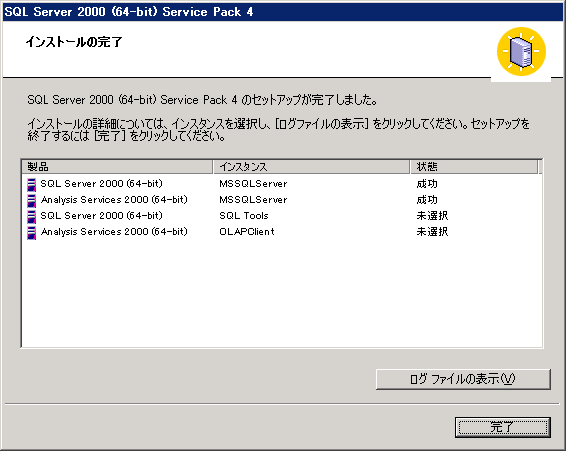 SQL Server 2000 (64-bit) Service Pack 4
インストールの完了
SQL Server 2000 (64-bit) Service Pack 4 のセットアップが完了しました。
インストールの詳細については、インスタンスを選択し、[ログファイルの表示] をクリックしてください。セットアップを
終了するには [完了] をクリックしてください。
製品 インスタンス 状態
SQL Server 2000 (64-bit) MSSQLServer 成功
Analysis Services 2000 (64-bit) MSSQLServer 成功
SQL Server 2000 (64-bit) SQL Tools 未選択
Analysis Services 2000 (64-bit) OLAPClient 未選択
ログ ファイルの表示(V)
完了